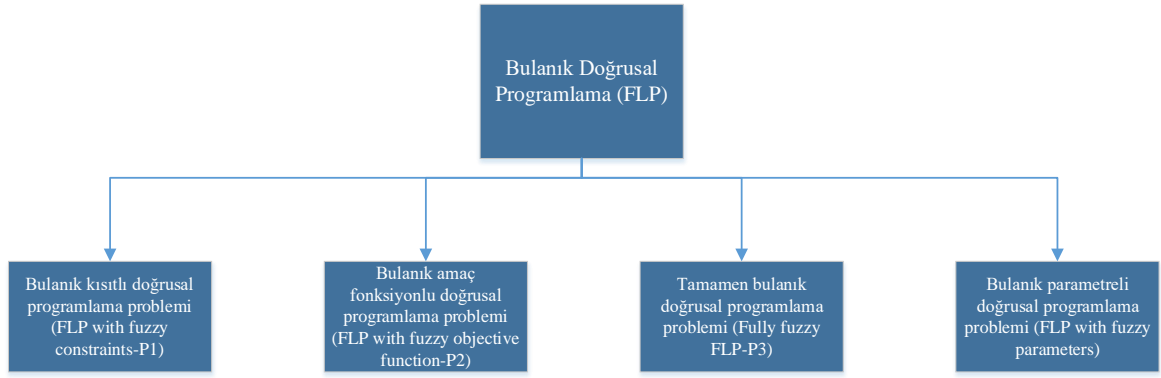 Bulanık Doğrusal
Programlama (FLP)
Bulanık kısıtlı doğrusal
programlama problemi
(FLP with fuzzy
constraints-P1)
Bulanık amaç
fonksiyonlu doğrusal
programlama problemi
(FLP with fuzzy objective
function-P2)
Tamamen bulanık
doğrusal programlama
problemi (Fully fuzzy
FLP-P3)
Bulanık parametreli
doğrusal programlama
problemi (FLP with fuzzy
parameters)